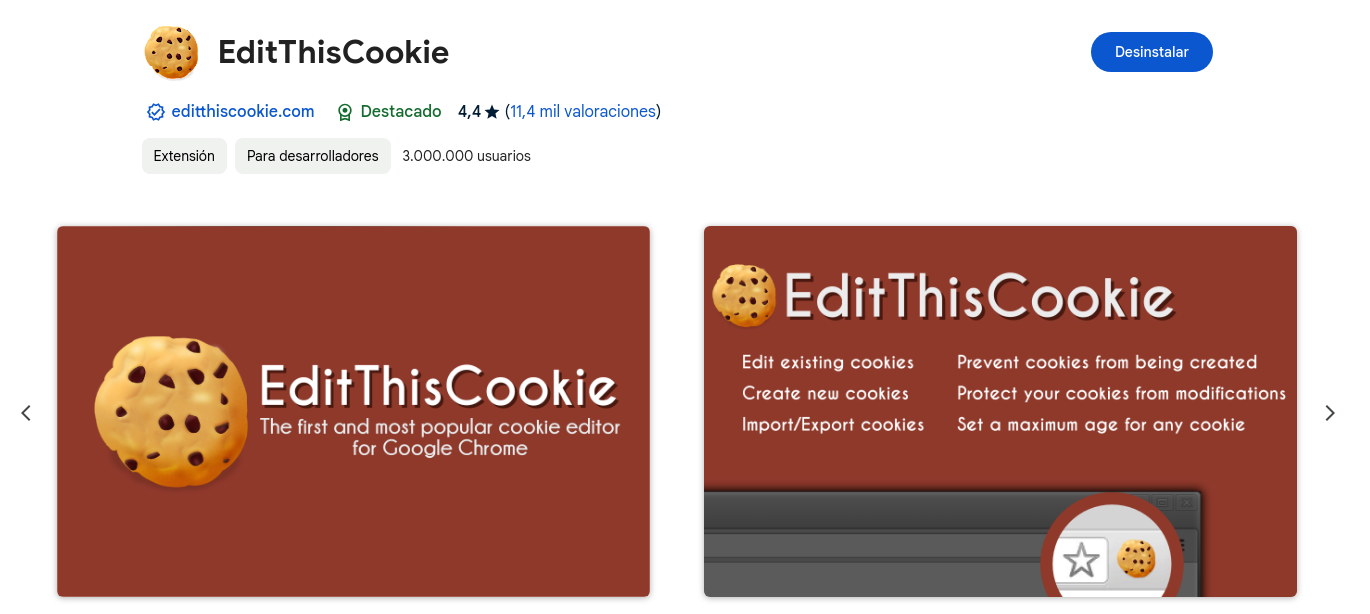 EditThisCookie
Desinstalar
editthiscookie.com Destacado 4,4 ★ (11,4 mil valoraciones)
Extensión Para desarrolladores 3.000.000 usuarios
EditThisCookie
The first and most popular cookie editor
for Google Chrome
EditThisCookie
Edit existing cookies Prevent cookies from being created
Create new cookies Protect your cookies from modifications
Import/Export cookies Set a maximum age for any cookie